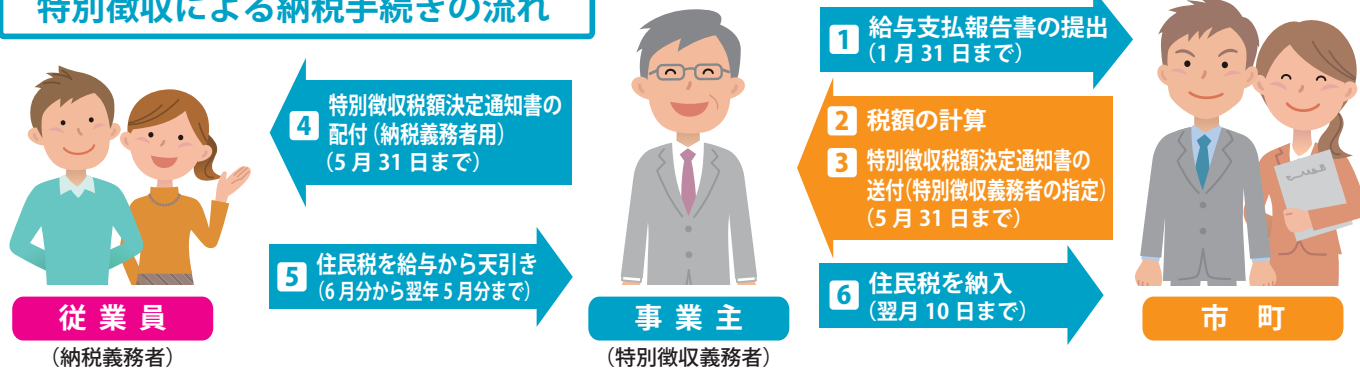 特別徴収による納税手続きの流れ
1 給与支払報告書の提出
（1月31日まで）
2 税額の計算
3 特別徴収税額決定通知書の
送付（特別徴収義務者の指定）
（5月31日まで）
4 特別徴収税額決定通知書の
配付（納税義務者用）
（5月31日まで）
5 住民税を給与から天引き
（6月分から翌年5月分まで）
6 住民税を納入
（翌月10日まで）
従業員
（納税義務者）
事業主
（特別徴収義務者）
市町